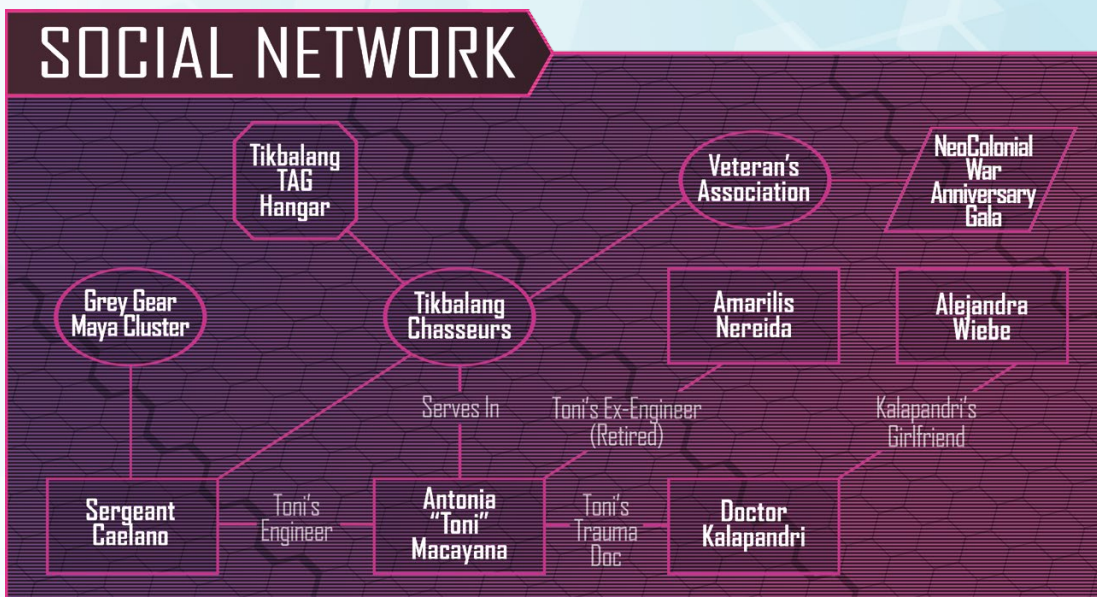 SOCIAL NETWORK
Tikbalang
TAG
Hangar
Veteran's
Association
NeoColonial
War
Anniversary
Gala
Grey Gear
Maya Cluster
Tikbalang
Chasseurs
Amarilis
Nereida
Alejandra
Wiebe
Serves In
Toni's Ex-Engineer
(Retired)
Kalapandri's
Girlfriend
Sergeant
Caelano
Toni's
Engineer
Antonia
"Toni"
Macayana
Toni's
Trauma
Doc
Doctor
Kalapandri